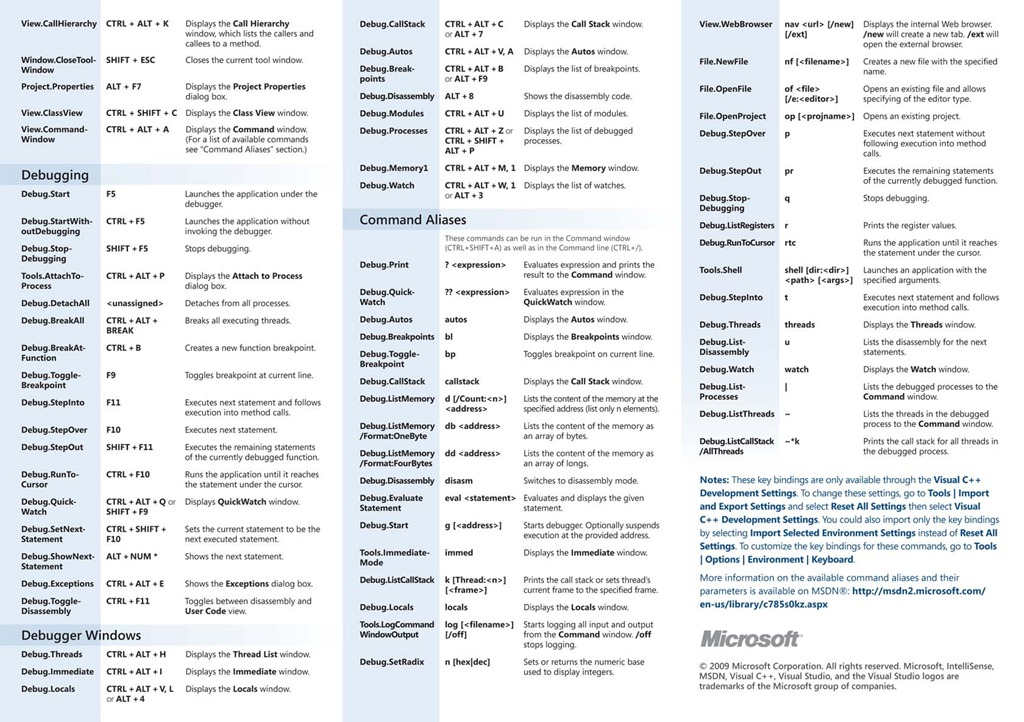 View.CallHierarchy CTRL + ALT + K Displays the Call Hierarchy
window, which lists the callers and
callees to a method.
Window.CloseTool- SHIFT + ESC Closes the current tool window.
Window
Project.Properties ALT + F7 Displays the Project Properties
dialog box.
View.ClassView CTRL + SHIFT + C Displays the Class View window.
View.Command- CTRL + ALT + A Displays the Command window.
Window (For a list of available commands
see "Command Aliases" section.)
Debugging
Debug.Start F5 Launches the application under the
debugger.
Debug.StartWith- CTRL + F5 Launches the application without
outDebugging invoking the debugger.
Debug.Stop- SHIFT + F5 Stops debugging.
Debugging
Tools.AttachTo- CTRL + ALT + P Displays the Attach to Process
Process dialog box.
Debug.DetachAll <unassigned> Detaches from all processes.
Debug.BreakAll CTRL + ALT + Breaks all executing threads.
BREAK
Debug.BreakAt- CTRL + B Creates a new function breakpoint.
Function
Debug.Toggle- F9 Toggles breakpoint at current line.
Breakpoint
Debug.StepInto F11 Executes next statement and follows
execution into method calls.
Debug.StepOver F10 Executes next statement.
Debug.StepOut SHIFT + F11 Executes the remaining statements
of the currently debugged function.
Debug.RunTo- CTRL + F10 Runs the application until it reaches
Cursor the statement under the cursor.
Debug.Quick- CTRL + ALT + Q or Displays QuickWatch window.
Watch SHIFT + F9
Debug.SetNext- CTRL + SHIFT + Sets the current statement to be the
Statement F10 next executed statement.
Debug.ShowNext- ALT + NUM * Shows the next statement.
Statement
Debug.Exceptions CTRL + ALT + E Shows the Exceptions dialog box.
Debug.Toggle- CTRL + F11 Toggles between disassembly and
Disassembly User Code view.
Debugger Windows
Debug.Threads CTRL + ALT + H Displays the Thread List window.
Debug.Immediate CTRL + ALT + I Displays the Immediate window.
Debug.Locals CTRL + ALT + V, L Displays the Locals window.
or ALT + 4
Debug.CallStack CTRL + ALT + C Displays the Call Stack window.
or ALT + 7
Debug.Autos CTRL + ALT + V, A Displays the Autos window.
Debug.Break- CTRL + ALT + B Displays the list of breakpoints.
points or ALT + F9
Debug.Disassembly ALT + 8 Shows the disassembly code.
Debug.Modules CTRL + ALT + U Displays the list of modules.
Debug.Processes CTRL + ALT + Z or Displays the list of debugged
CTRL + SHIFT + processes.
ALT + P
Debug.Memory1 CTRL + ALT + M, 1 Displays the Memory window.
Debug.Watch CTRL + ALT + W, 1 Displays the list of watches.
or ALT + 3
Command Aliases
These commands can be run in the Command window
(CTRL+SHIFT+A) as well as in the Command line (CTRL+/).
Debug.Print ? <expression> Evaluates expression and prints the
result to the Command window.
Debug.Quick- ?? <expression> Evaluates expression in the
Watch QuickWatch window.
Debug.Autos autos Displays the Autos window.
Debug.Breakpoints bl Displays the Breakpoints window.
Debug.Toggle- bp Toggles breakpoint on current line.
Breakpoint
Debug.CallStack callstack Displays the Call Stack window.
Debug.ListMemory d [/Count:<n>] Lists the content of the memory at the
<address> specified address (list only n elements).
Debug.ListMemory db <address> Lists the content of the memory as
/Format:OneByte an array of bytes.
Debug.ListMemory dd <address> Lists the content of the memory as
/Format:FourBytes an array of longs.
Debug.Disassembly disasm Switches to disassembly mode.
Debug.Evaluate eval <statement> Evaluates and displays the given
Statement statement.
Debug.Start g [<address>] Starts debugger. Optionally suspends
execution at the provided address.
Tools.Immediate- immed Displays the Immediate window.
Mode
Debug.ListCallStack k [Thread:<n>] Prints the call stack or sets thread's
[<frame>] current frame to the specified frame.
Debug.Locals locals Displays the Locals window.
Tools.LogCommand log [<filename>] Starts logging all input and output
WindowOutput [/off] from the Command window. /off
stops logging.
Debug.SetRadix n [hex|dec] Sets or returns the numeric base
used to display integers.
View.WebBrowser nav <url> [/new] Displays the internal Web browser.
[/ext] /new will create a new tab. /ext will
open the external browser.
File.NewFile nf [<filename>] Creates a new file with the specified
name.
File.OpenFile of <file> Opens an existing file and allows
[/e:<editor>] specifying of the editor type.
File.OpenProject op [<projname>] Opens an existing project.
Debug.StepOver p Executes next statement without
following execution into method
calls.
Debug.StepOut pr Executes the remaining statements
of the currently debugged function.
Debug.Stop- q Stops debugging.
Debugging
Debug.ListRegisters r Prints the register values.
Debug.RunToCursor rtc Runs the application until it reaches
the statement under the cursor.
Tools.Shell shell [dir:<dir>] Launches an application with the
<path> [<args>] specified arguments.
Debug.StepInto t Executes next statement and follows
execution into method calls.
Debug.Threads threads Displays the Threads window.
Debug.List- u Lists the disassembly for the next
Disassembly statements.
Debug.Watch watch Displays the Watch window.
Debug.List- | Lists the debugged processes to the
Processes Command window.
Debug.ListThreads ~ Lists the threads in the debugged
process to the Command window.
Debug.ListCallStack ~*k Prints the call stack for all threads in
/AllThreads the debugged process.
Notes: These key bindings are only available through the Visual C++
Development Settings. To change these settings, go to Tools | Import
and Export Settings and select Reset All Settings then select Visual
C++ Development Settings. You could also import only the key bindings
by selecting Import Selected Environment Settings instead of Reset All
Settings. To customize the key bindings for these commands, go to Tools
| Options | Environment | Keyboard.
More information on the available command aliases and their
parameters is available on MSDN®: http://msdn2.microsoft.com/
en-us/library/c785s0kz.aspx
Microsoft®
© 2009 Microsoft Corporation. All rights reserved. Microsoft, IntelliSense,
MSDN, Visual C++, Visual Studio, and the Visual Studio logos are
trademarks of the Microsoft group of companies.